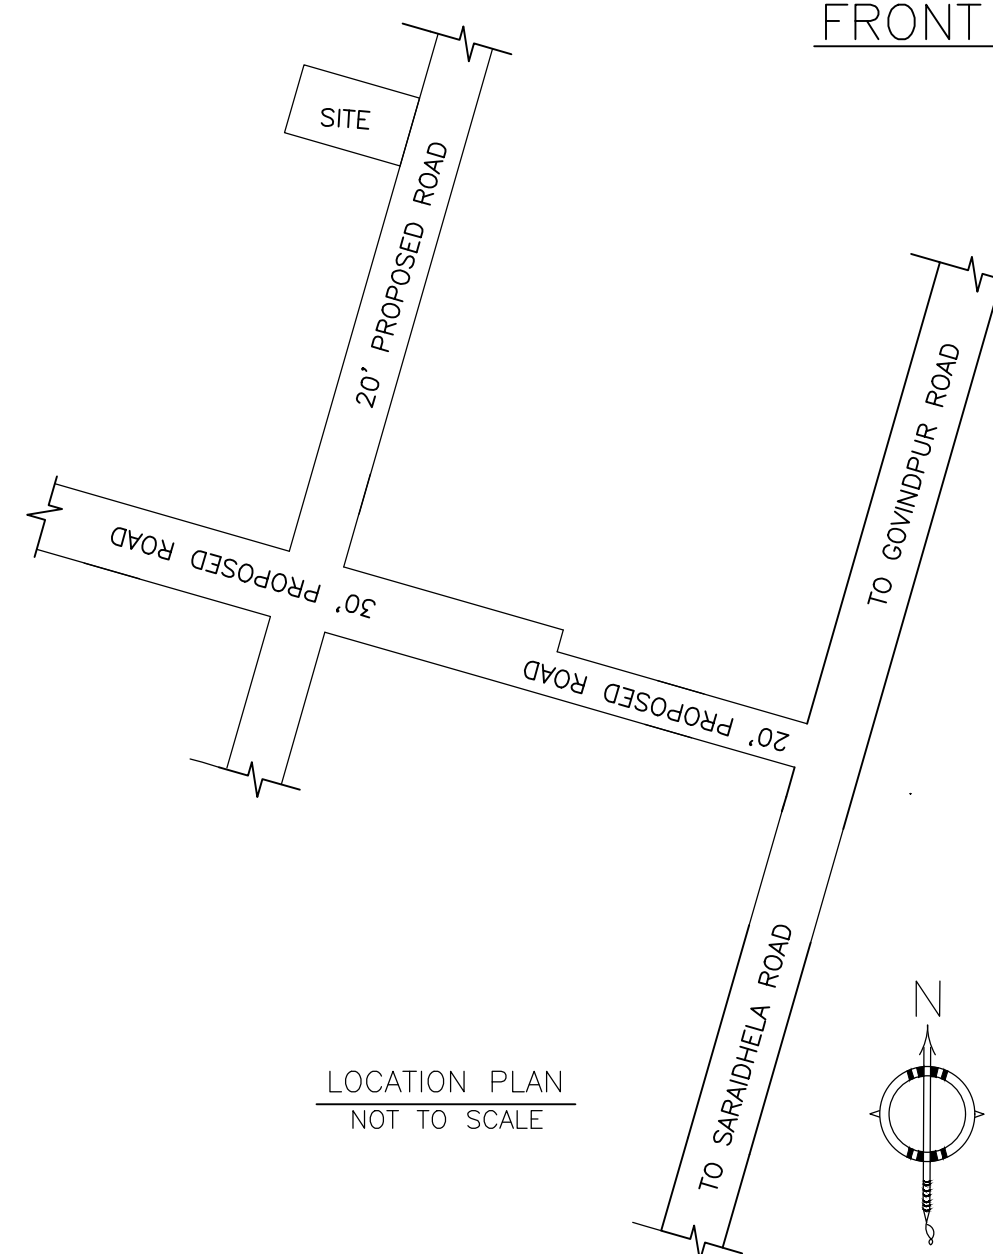 FRONT
SITE
20' PROPOSED ROAD
TO GOVINDPUR ROAD
30' PROPOSED ROAD
20' PROPOSED ROAD
TO SARAIDHELA ROAD
N
LOCATION PLAN
NOT TO SCALE